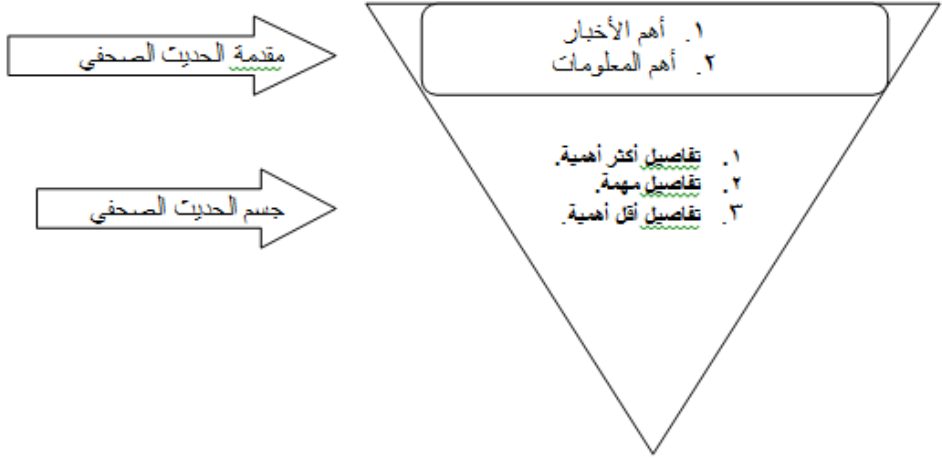 مقدمة الحديث الصحفي
١. أهم الأخبار
٢. أهم المعلومات
جسم الحديث الصحفي
١. تفاصيل أكثر أهمية.
٢. تفاصيل مهمة.
٣. تفاصيل أقل أهمية.